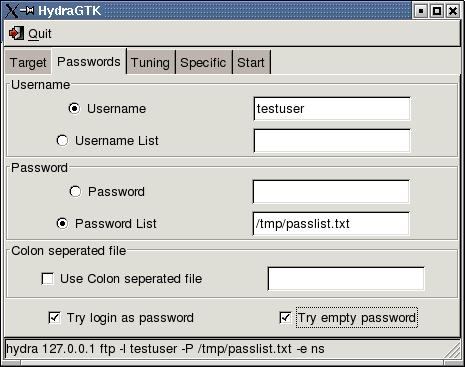 HydraGTK
Quit
Target Passwords Tuning Specific Start
Username
Username testuser
Username List
Password
Password
Password List /tmp/passlist.txt
Colon seperated file
Use Colon seperated file
Try login as password Try empty password
hydra 127.0.0.1 ftp -l testuser -P /tmp/passlist.txt -e ns